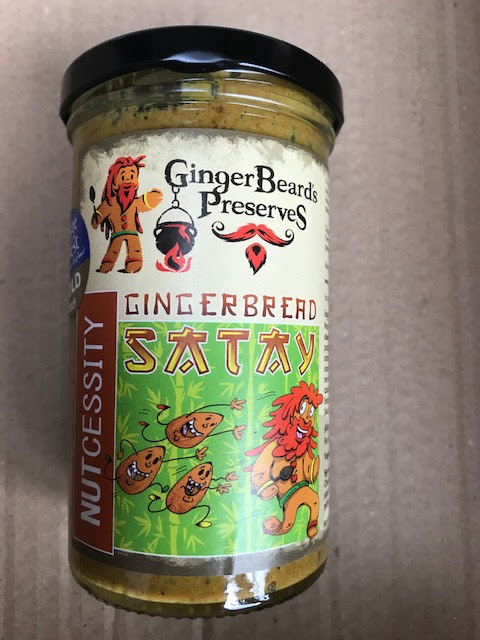 GingerBeard's
PreserveS
GINGERBREAD
SATAY
NUTCESSITY